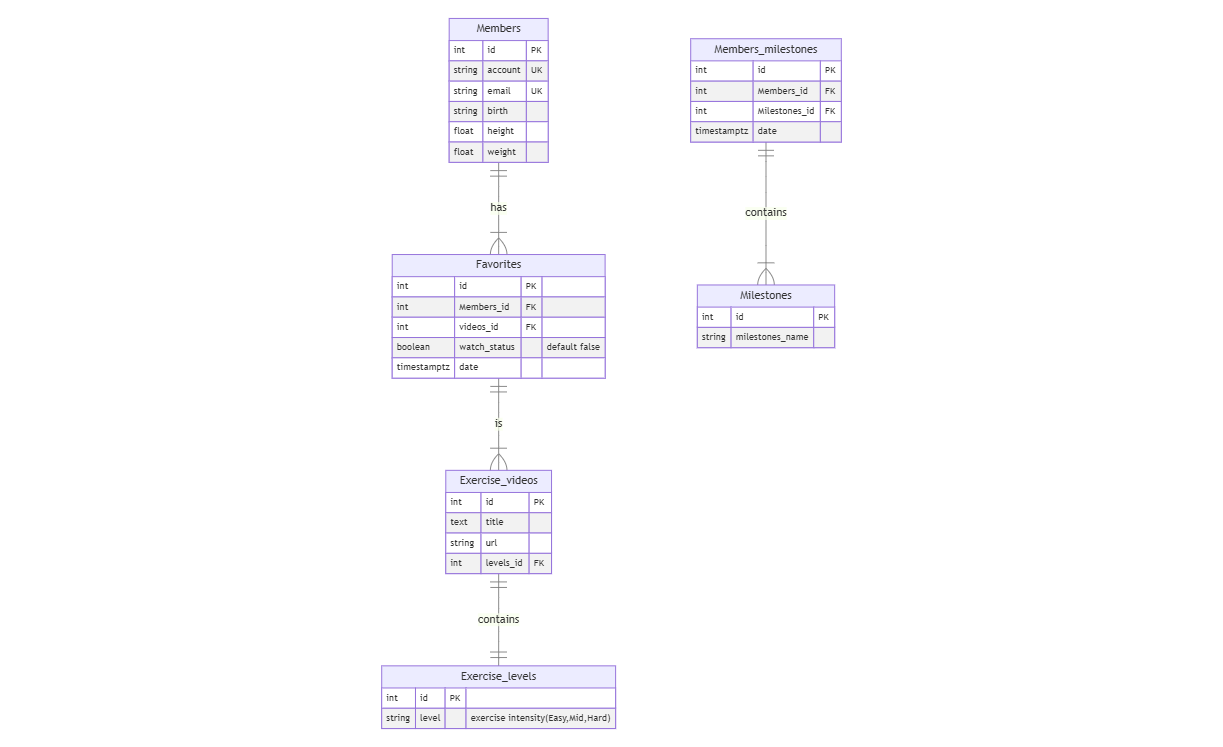 Members
int id PK
string account UK
string email UK
string birth
float height
float weight
has
Favorites
int id PK
int Members_id FK
int videos_id FK
boolean watch_status default false
timestamptz date
is
Exercise_videos
int id PK
text title
string url
int levels_id FK
contains
Exercise_levels
int id PK
string level exercise intensity(Easy,Mid,Hard)
Members_milestones
int id PK
int Members_id FK
int Milestones_id FK
timestamptz date
contains
Milestones
int id PK
string milestones_name